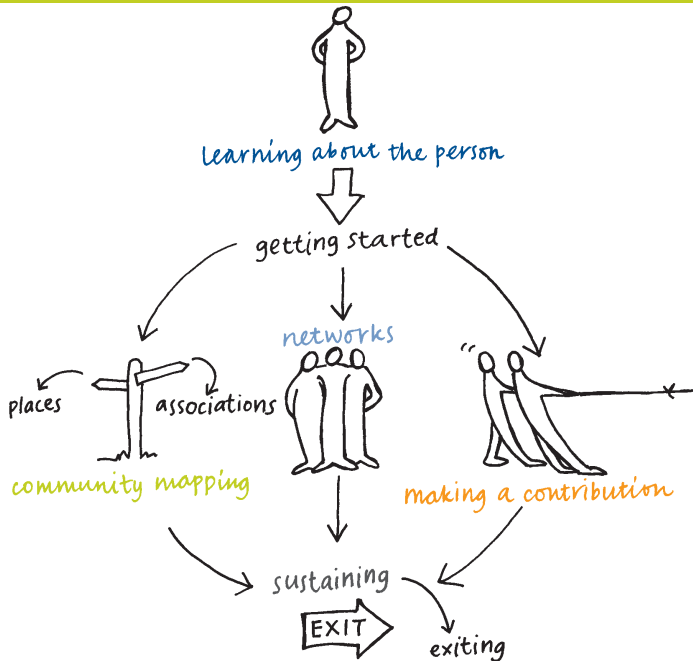 learning about the person
getting started
networks
places
associations
community mapping
making a contribution
sustaining
EXIT
exiting